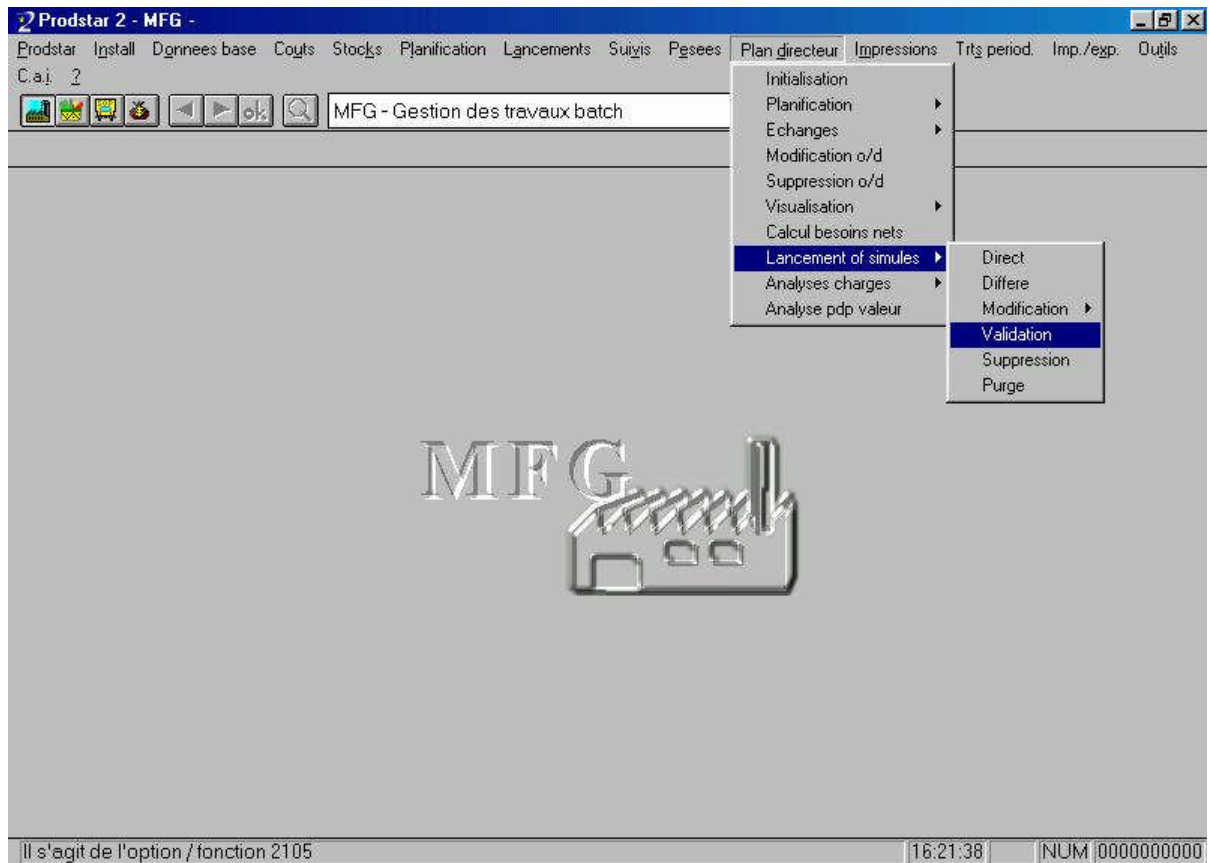 Prodstar 2 - MFG -
Prodstar Install Donnees base Couts Stocks Planification Lancements Suivis Pesees Plan directeur Impressions Trts period. Imp./exp. Outils
C.a.j. ?
ok MFG - Gestion des travaux batch
Initialisation
Planification
Echanges
Modification o/d
Suppression o/d
Visualisation
Calcul besoins nets
Lancement of simules
Analyses charges
Analyse pdp valeur
Direct
Differe
Modification
Validation
Suppression
Purge
MFG
Il s'agit de l'option / fonction 2105 16:21:38 NUM 0000000000